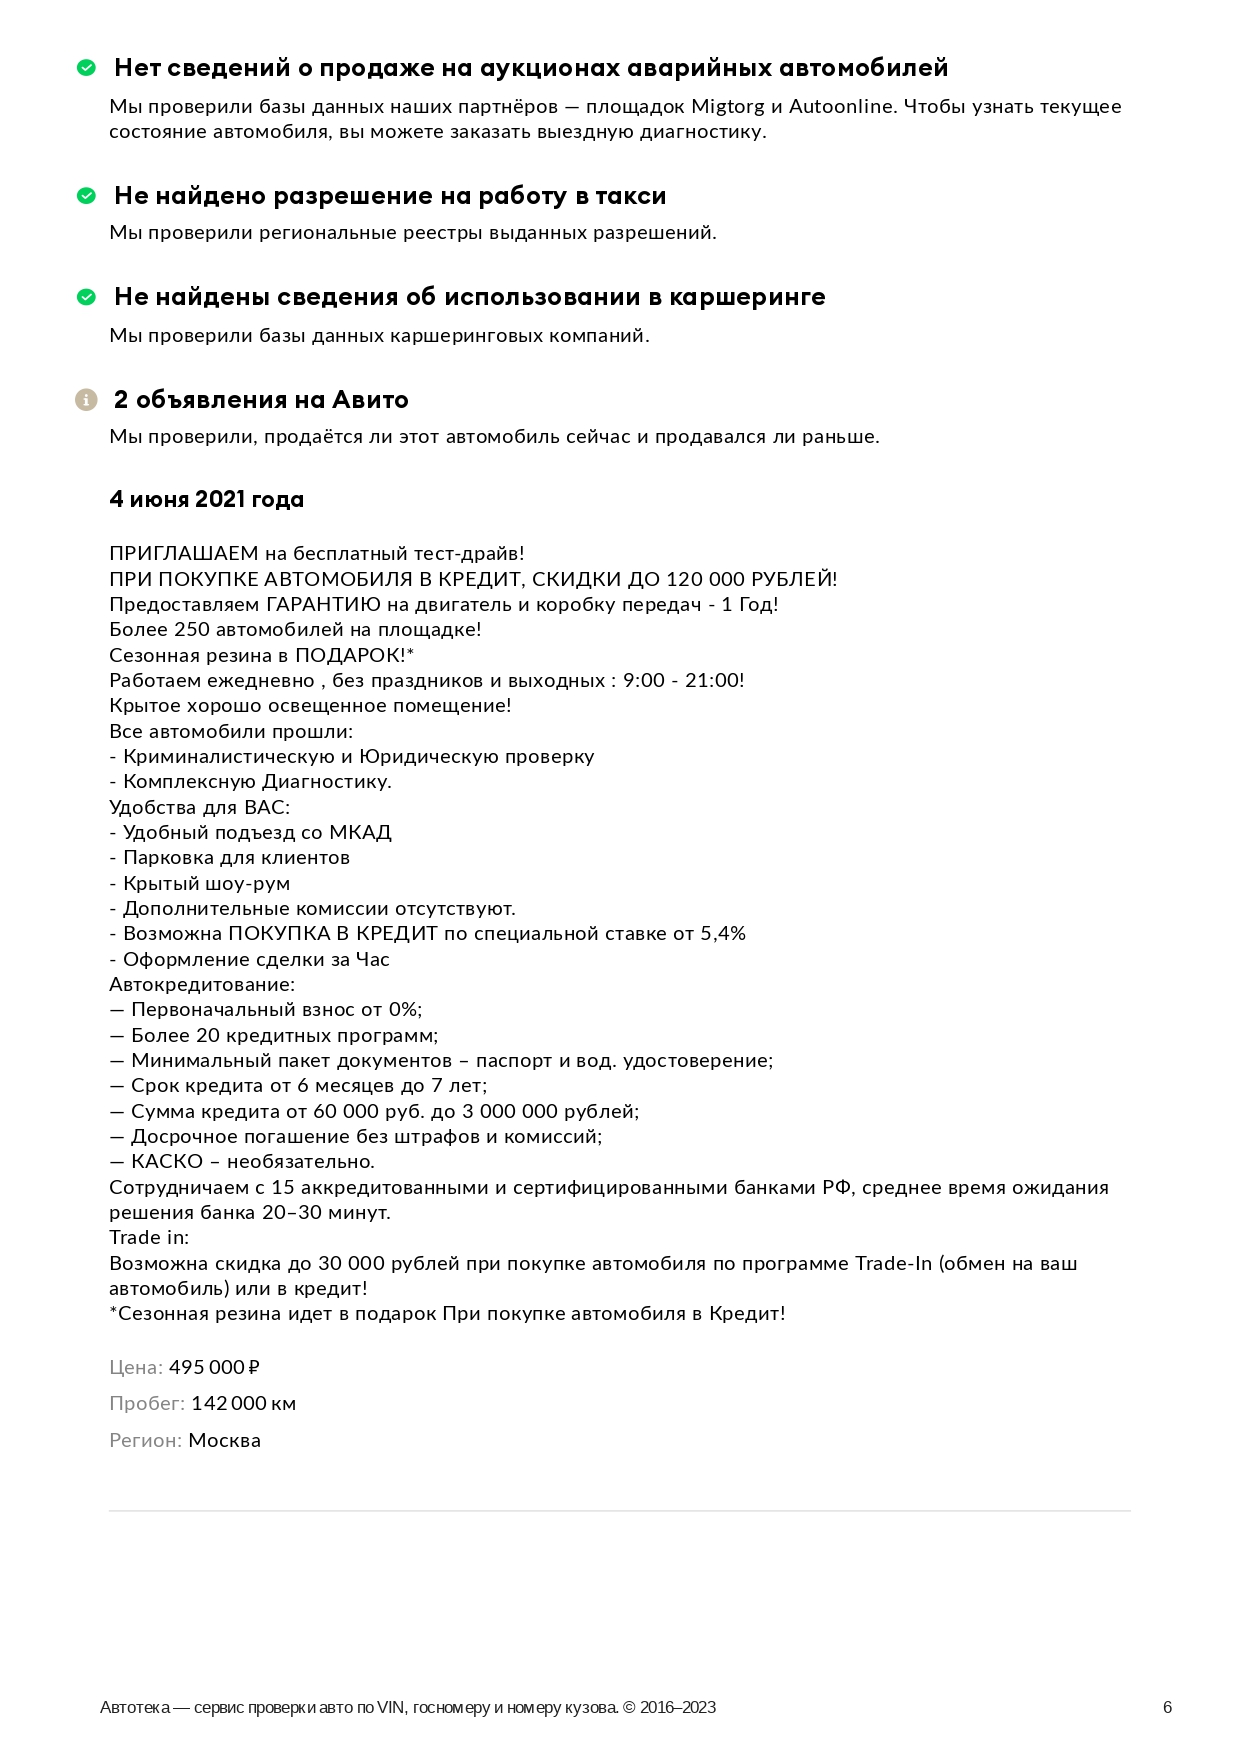 Нет сведений о продаже на аукционах аварийных автомобилей
Мы проверили базы данных наших партнёров — площадок Migtorg и Autoonline. Чтобы узнать текущее
состояние автомобиля, вы можете заказать выездную диагностику.
Не найдено разрешение на работу в такси
Мы проверили региональные реестры выданных разрешений.
Не найдены сведения об использовании в каршеринге
Мы проверили базы данных каршеринговых компаний.
2 объявления на Авито
Мы проверили, продаётся ли этот автомобиль сейчас и продавался ли раньше.
4 июня 2021 года
ПРИГЛАШАЕМ на бесплатный тест-драйв!
ПРИ ПОКУПКЕ АВТОМОБИЛЯ В КРЕДИТ, СКИДКИ ДО 120 000 РУБЛЕЙ!
Предоставляем ГАРАНТИЮ на двигатель и коробку передач - 1 Год!
Более 250 автомобилей на площадке!
Сезонная резина в ПОДАРОК!*
Работаем ежедневно , без праздников и выходных : 9:00 - 21:00!
Крытое хорошо освещенное помещение!
Все автомобили прошли:
- Криминалистическую и Юридическую проверку
- Комплексную Диагностику.
Удобства для ВАС:
- Удобный подъезд со МКАД
- Парковка для клиентов
- Крытый шоу-рум
- Дополнительные комиссии отсутствуют.
- Возможна ПОКУПКА В КРЕДИТ по специальной ставке от 5,4%
- Оформление сделки за Час
Автокредитование:
— Первоначальный взнос от 0%;
— Более 20 кредитных программ;
— Минимальный пакет документов – паспорт и вод. удостоверение;
— Срок кредита от 6 месяцев до 7 лет;
— Сумма кредита от 60 000 руб. до 3 000 000 рублей;
— Досрочное погашение без штрафов и комиссий;
— КАСКО – необязательно.
Сотрудничаем с 15 аккредитованными и сертифицированными банками РФ, среднее время ожидания
решения банка 20–30 минут.
Trade in:
Возможна скидка до 30 000 рублей при покупке автомобиля по программе Trade-In (обмен на ваш
автомобиль) или в кредит!
*Сезонная резина идет в подарок При покупке автомобиля в Кредит!
Цена: 495 000 ₽
Пробег: 142 000 км
Регион: Москва
Автотека — сервис проверки авто по VIN, госномеру и номеру кузова. © 2016–2023
6